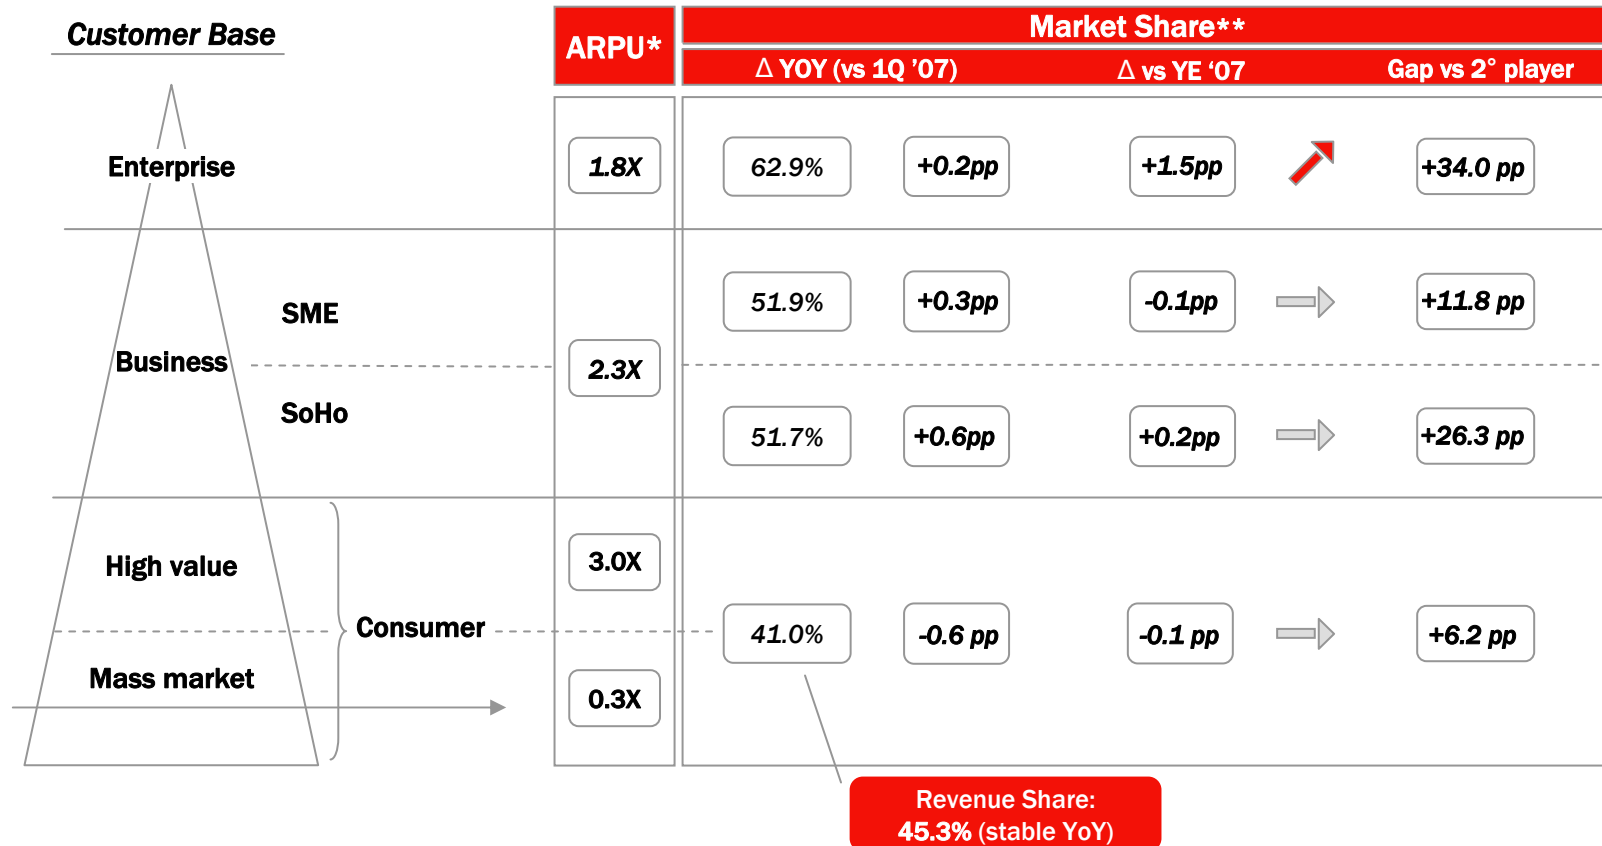 Customer Base
ARPU*
Market Share**
Δ YOY (vs 1Q ’07)
Δ vs YE ‘07
Gap vs 2° player
Enterprise
1.8X
62.9%
+0.2pp
+1.5pp
+34.0 pp
SME
51.9%
+0.3pp
-0.1pp
+11.8 pp
Business
2.3X
SoHo
51.7%
+0.6pp
+0.2pp
+26.3 pp
High value
3.0X
Consumer
41.0%
-0.6 pp
-0.1 pp
+6.2 pp
Mass market
0.3X
Revenue Share:
45.3% (stable YoY)